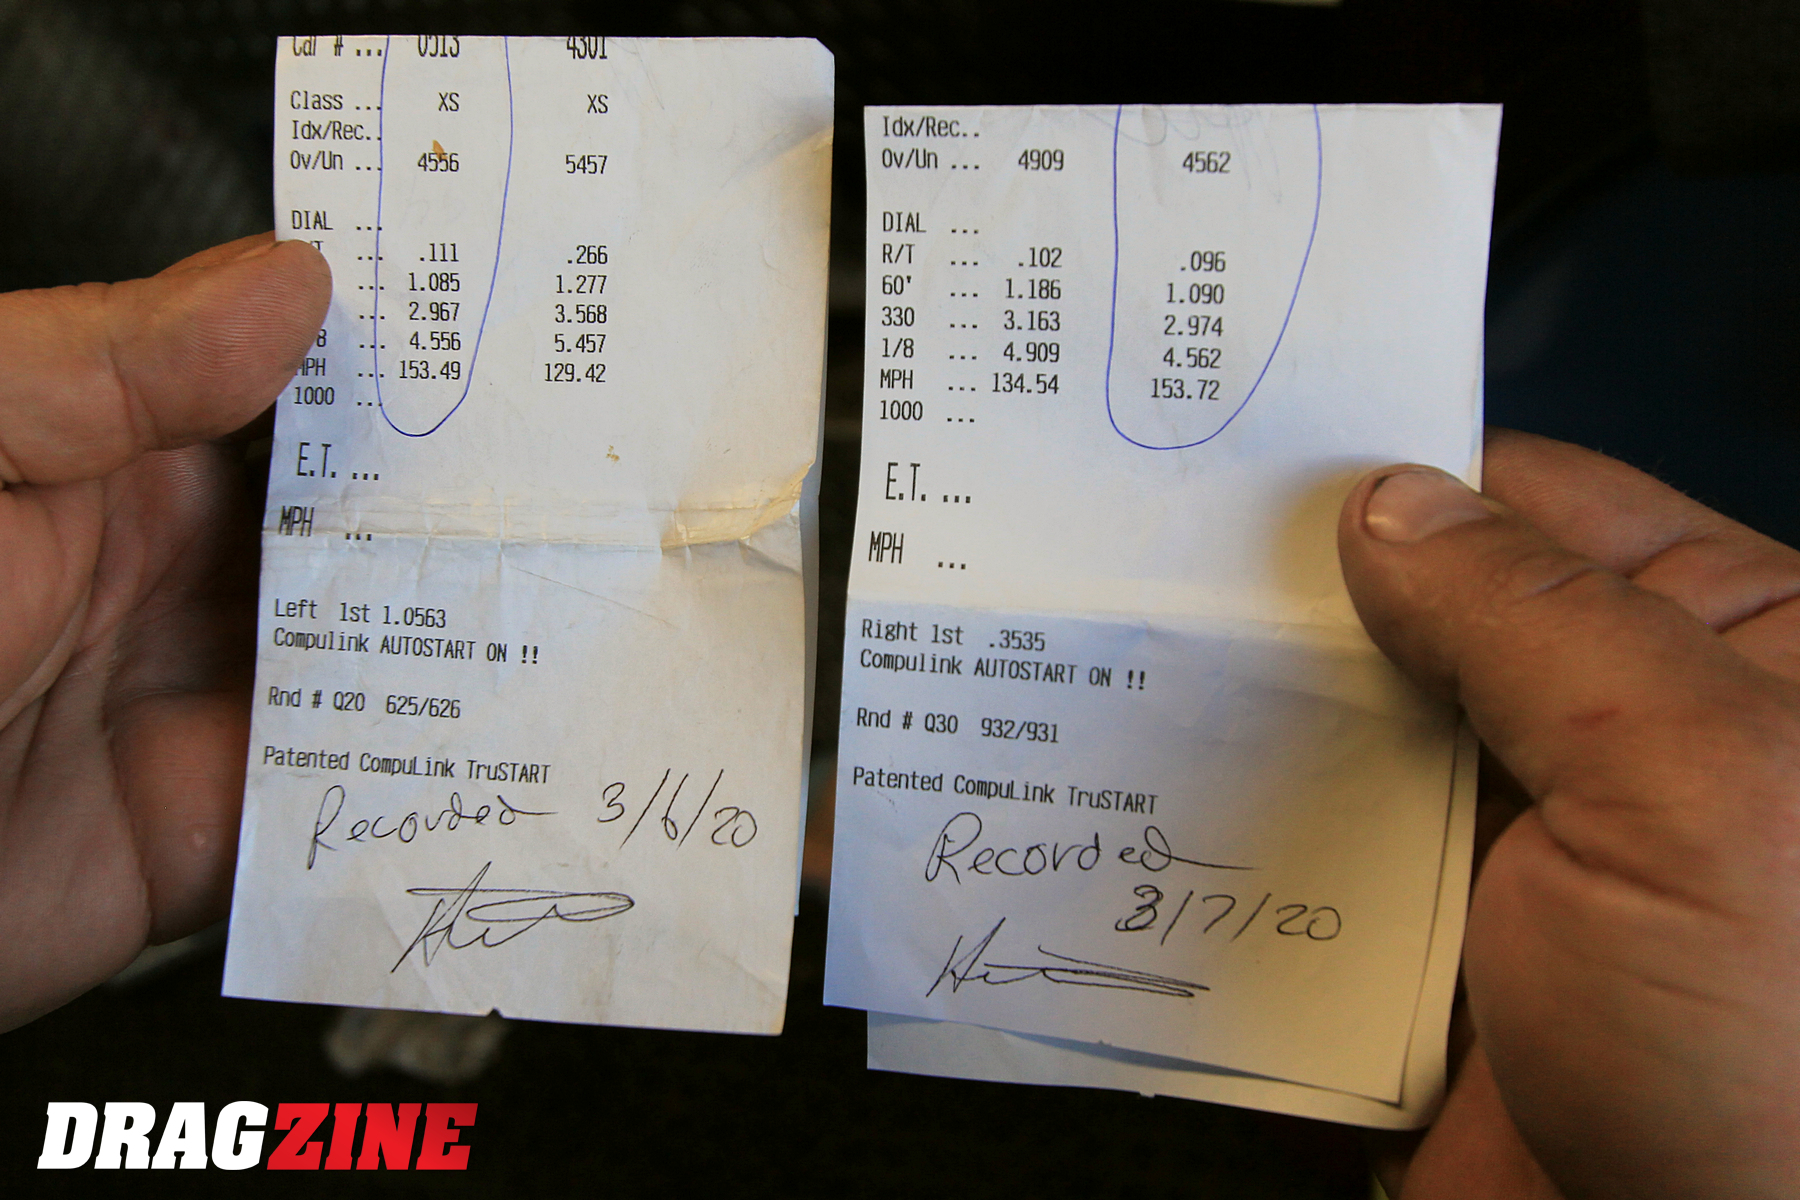 Car # ... 0513 4301
Class ... XS XS
Idx/Rec..
Ov/Un ... 4556 5457
DIAL ...
/T ... .111 .266
... 1.085 1.277
... 2.967 3.568
/8 ... 4.556 5.457
MPH ... 153.49 129.42
1000 ...
E.T. ...
MPH ...
Left 1st 1.0563
Compulink AUTOSTART ON !!
Rnd # Q20 625/626
Patented CompuLink TruSTART
Recorded 3/6/20
Idx/Rec..
Ov/Un ... 4909 4562
DIAL ...
R/T ... .102 .096
60' ... 1.186 1.090
330 ... 3.163 2.974
1/8 ... 4.909 4.562
MPH ... 134.54 153.72
1000 ...
E.T. ...
MPH ...
Right 1st .3535
Compulink AUTOSTART ON !!
Rnd # Q30 932/931
Patented CompuLink TruSTART
Recorded
3/7/20
DRAGZINE